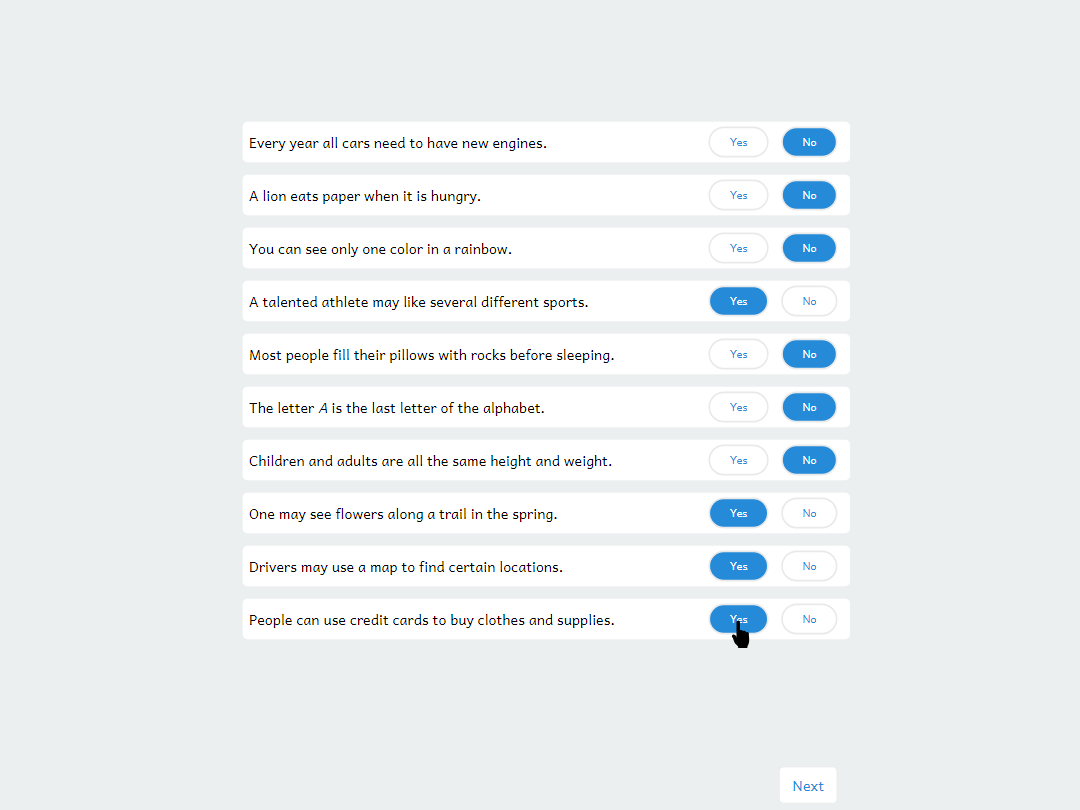 Every year all cars need to have new engines. Yes No
A lion eats paper when it is hungry. Yes No
You can see only one color in a rainbow. Yes No
A talented athlete may like several different sports. Yes No
Most people fill their pillows with rocks before sleeping. Yes No
The letter A is the last letter of the alphabet. Yes No
Children and adults are all the same height and weight. Yes No
One may see flowers along a trail in the spring. Yes No
Drivers may use a map to find certain locations. Yes No
People can use credit cards to buy clothes and supplies. Yes No
Next